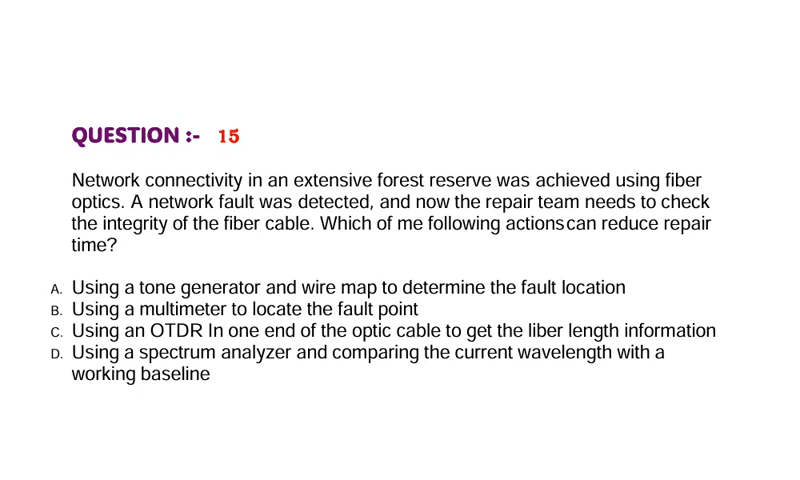 QUESTION :- 15
Network connectivity in an extensive forest reserve was achieved using fiber
optics. A network fault was detected, and now the repair team needs to check
the integrity of the fiber cable. Which of me following actions can reduce repair
time?
A. Using a tone generator and wire map to determine the fault location
B. Using a multimeter to locate the fault point
C. Using an OTDR In one end of the optic cable to get the liber length information
D. Using a spectrum analyzer and comparing the current wavelength with a
working baseline